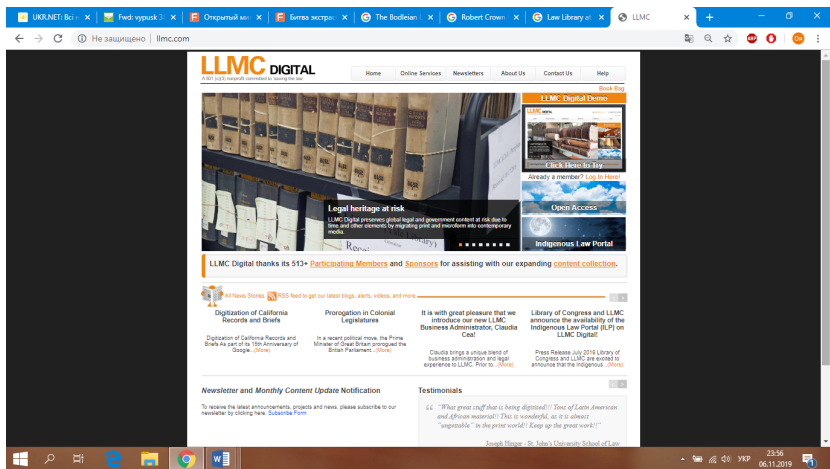 UKR.NET: Всі н
Fwd: vypusk 3
Открытый ми
Битва экстрас
The Bodleian L
Robert Crown
Law Library at
LLMC
Не защищено | llmc.com
ABP
Ол
LLMC DIGITAL
A 501 (c)(3) nonprofit committed to 'saving the law'
Home Online Services Newsletters About Us Contact Us Help
Book Bag
LLMC Digital Demo
Click Here to Try
Already a member? Log In Here!
Open Access
Indigenous Law Portal
Legal heritage at risk
LLMC Digital preserves global legal and government content at risk due to
time and other elements by migrating print and microform into contemporary
media.
LLMC Digital thanks its 513+ Participating Members and Sponsors for assisting with our expanding content collection.
All News Stories RSS feed to get our latest blogs, alerts, videos, and more
Digitization of California
Records and Briefs
Digitization of California Records and
Briefs As part of its 15th Anniversary of
Google...(More)
Prorogation in Colonial
Legislatures
In a recent political move, the Prime
Minister of Great Britain prorogued the
British Parliament...(More)
It is with great pleasure that we
introduce our new LLMC
Business Administrator, Claudia
Cea!
Claudia brings a unique blend of
business administration and legal
experience to LLMC. Prior to...(More)
Library of Congress and LLMC
announce the availability of the
Indigenous Law Portal (ILP) on
LLMC Digital!
Press Release July 2019 Library of
Congress and LLMC are excited to
announce that the Indigenous...(More)
Newsletter and Monthly Content Update Notification
To receive the latest announcements, projects and news, please subscribe to our
newsletter by clicking here. Subscribe Form
Testimonials
"What great stuff that is being digitized!!! Tons of Latin American
and African material!! This is wonderful, as it is almost
"ungettable" in the print world!! Keep up the great work!!"
Joseph Hinger - St. John's University School of Law
УКР
23:56
06.11.2019